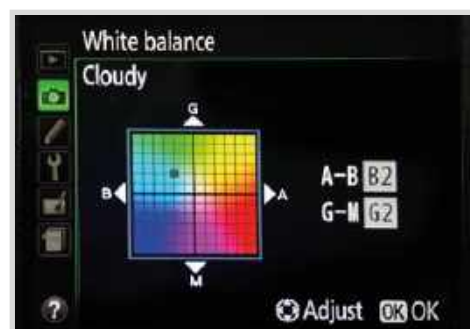 White balance
Cloudy
G
B
A
M
A-B B2
G-M G2
? Adjust OK OK